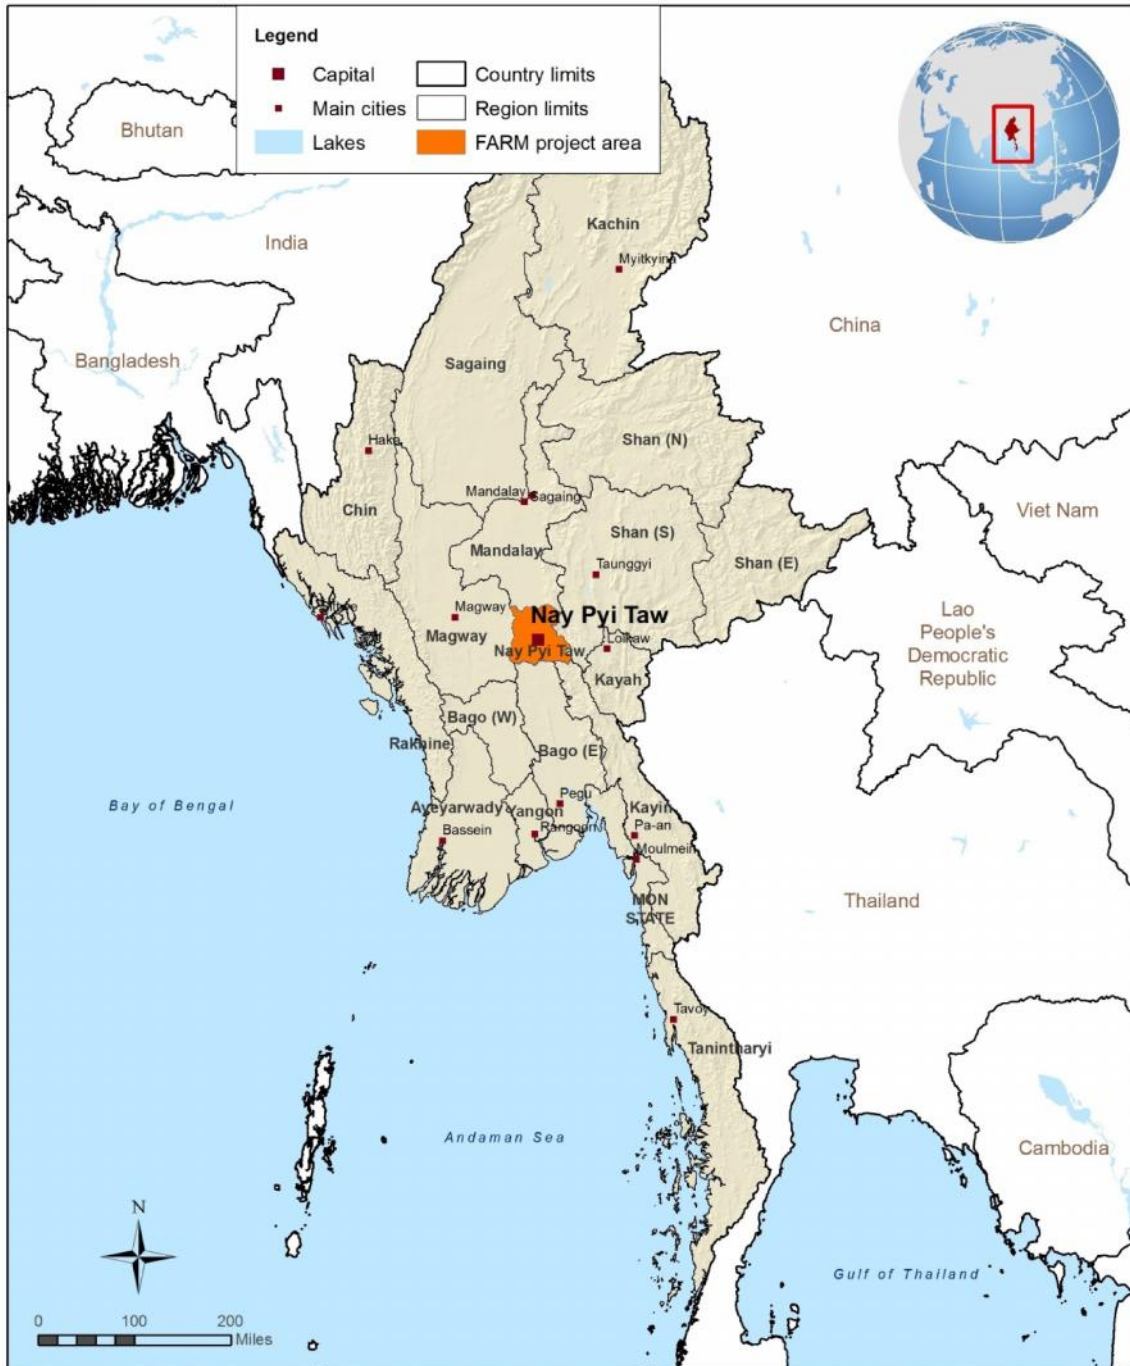 Legend
Capital
Country limits
Main cities
Region limits
Lakes
FARM project area
Bhutan
India
Bangladesh
China
Viet Nam
Lao
People's
Democratic
Republic
Thailand
Cambodia
Kachin
Myitkyina
Sagaing
Shan (N)
Haka
Mandalay
Sagaing
Chin
Mandalay
Shan (S)
Shan (E)
Taunggyi
Magway
Magway
Nay Pyi Taw
Nay Pyi Taw
Loikaw
Kayah
Bago (W)
Rakhine
Bago (E)
Bay of Bengal
Pegu
Ayeyarwady
Yangon
Kayin
Bassein
Rangoon
Pa-an
Moulmein
MON
STATE
Tavoy
Tanintharyi
Andaman Sea
Gulf of Thailand
N
0 100 200
Miles